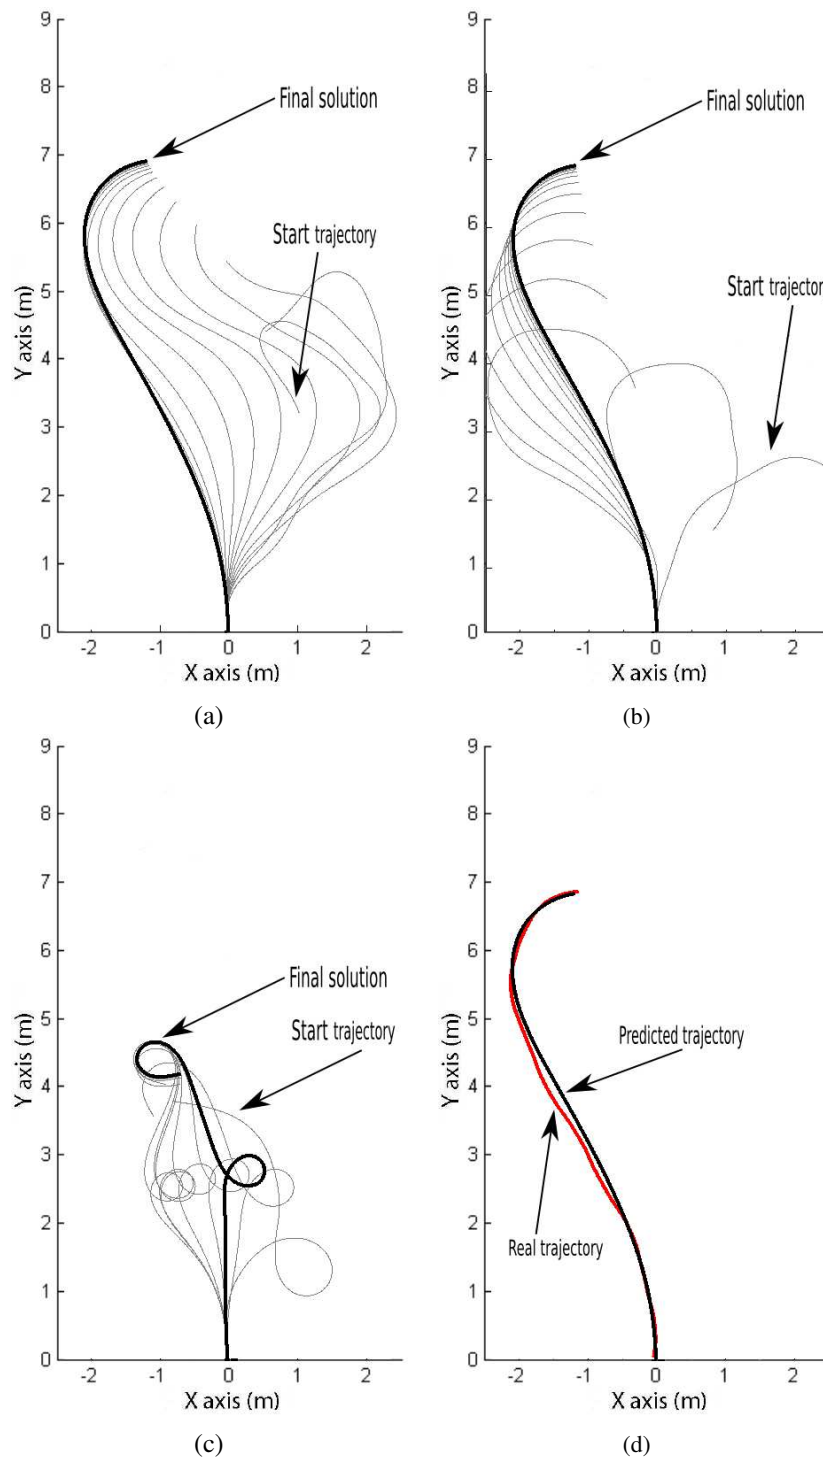 9
8
Final solution
7
6
Start trajectory
5
Y axis (m)
4
3
2
1
0
-2 -1 0 1 2
X axis (m)
(a)
9
8
Final solution
7
6
5
Start trajector
Y axis (m)
4
3
2
1
0
-2 -1 0 1 2
X axis (m)
(b)
9
8
7
6
Final solution
5
Start trajectory
Y axis (m)
4
3
2
1
0
-2 -1 0 1 2
X axis (m)
(c)
9
8
7
6
5
Predicted trajectory
Y axis (m)
4
3
2
Real trajectory
1
0
-2 -1 0 1 2
X axis (m)
(d)